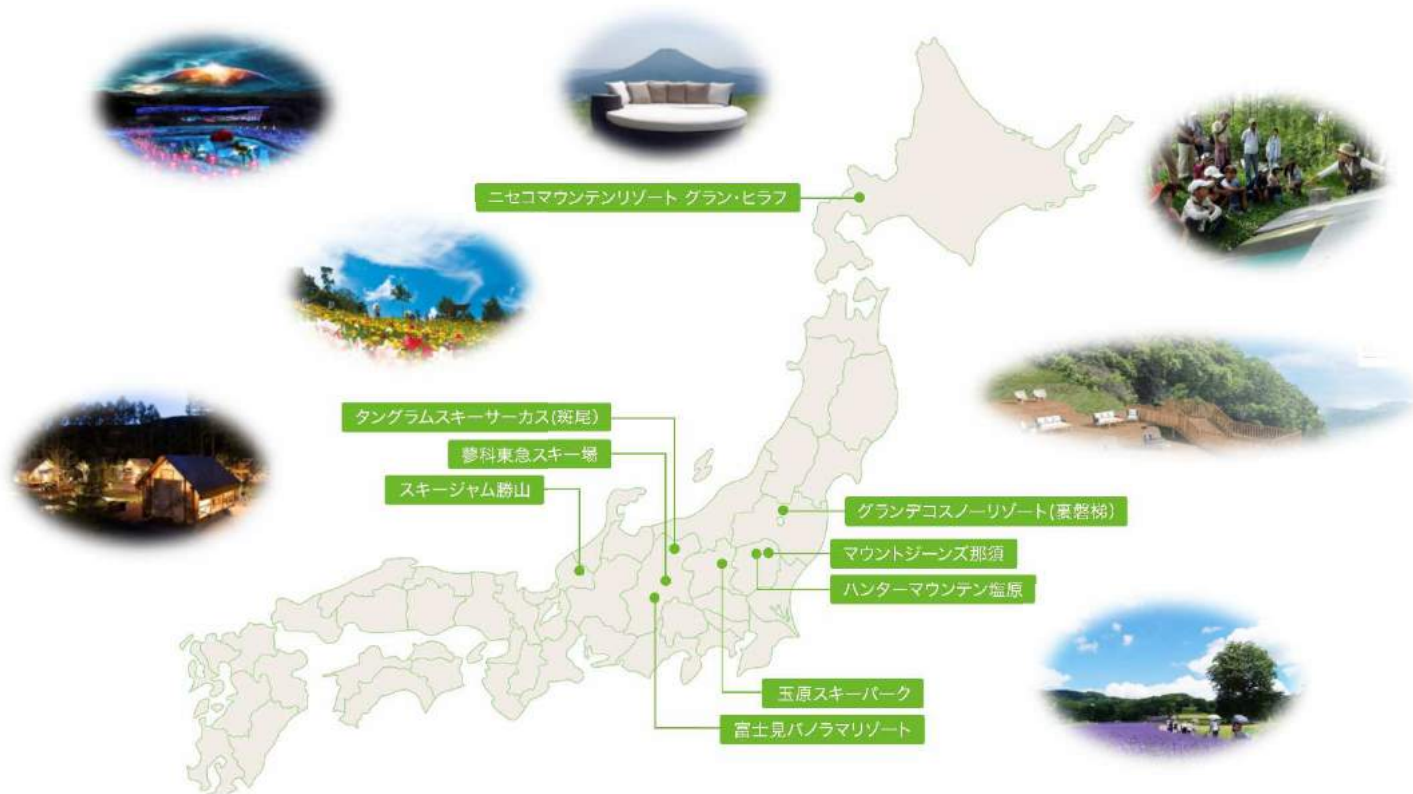 ニセコマウンテンリゾート グラン・ヒラフ
タングラムスキーサーカス(斑尾)
蓼科東急スキー場
スキージャム勝山
グランデコスノーリゾート(裏磐梯)
マウントジーンズ那須
ハンターマウンテン塩原
玉原スキーパーク
富士見パノラマリゾート